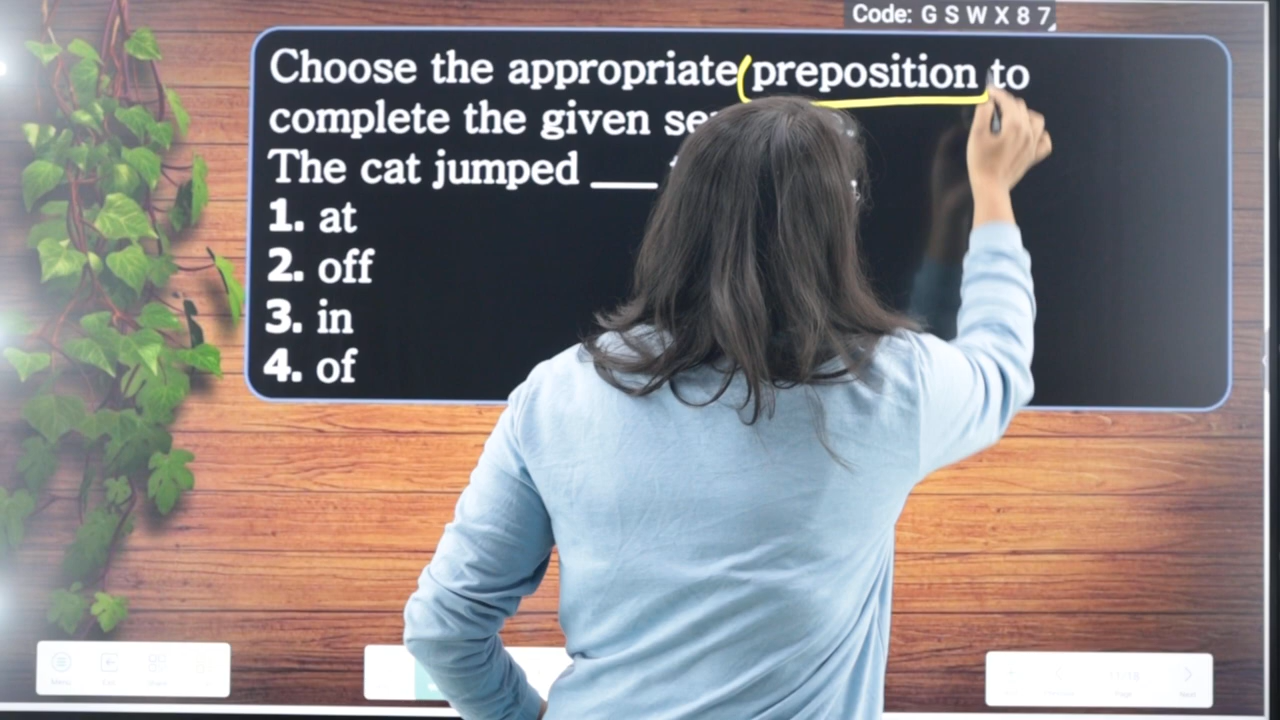 Code: G S W X 8 7
Choose the appropriate preposition to
complete the given
The cat jumped ___
1. at
2. off
3. in
4. of